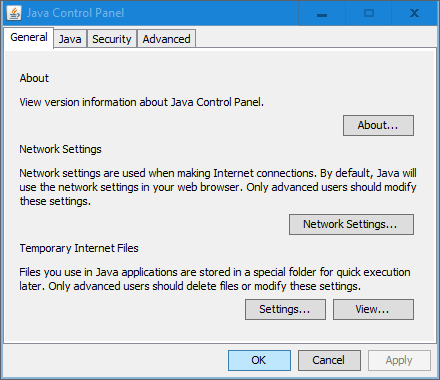 Java Control Panel
General Java Security Advanced
About
View version information about Java Control Panel.
About...
Network Settings
Network settings are used when making Internet connections. By default, Java will
use the network settings in your web browser. Only advanced users should modify
these settings.
Network Settings...
Temporary Internet Files
Files you use in Java applications are stored in a special folder for quick execution
later. Only advanced users should delete files or modify these settings.
Settings... View...
OK Cancel Apply